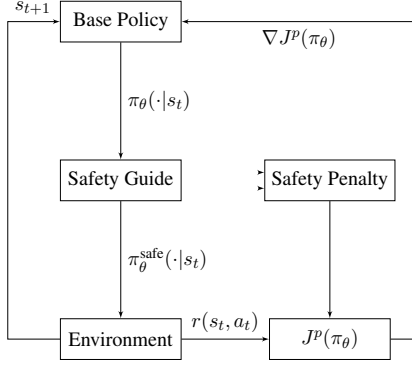 s_{t+1}
Base Policy
∇J^p(π_θ)
π_θ(·|s_t)
Safety Guide
Safety Penalty
π_θ^{safe}(·|s_t)
r(s_t, a_t)
Environment
J^p(π_θ)